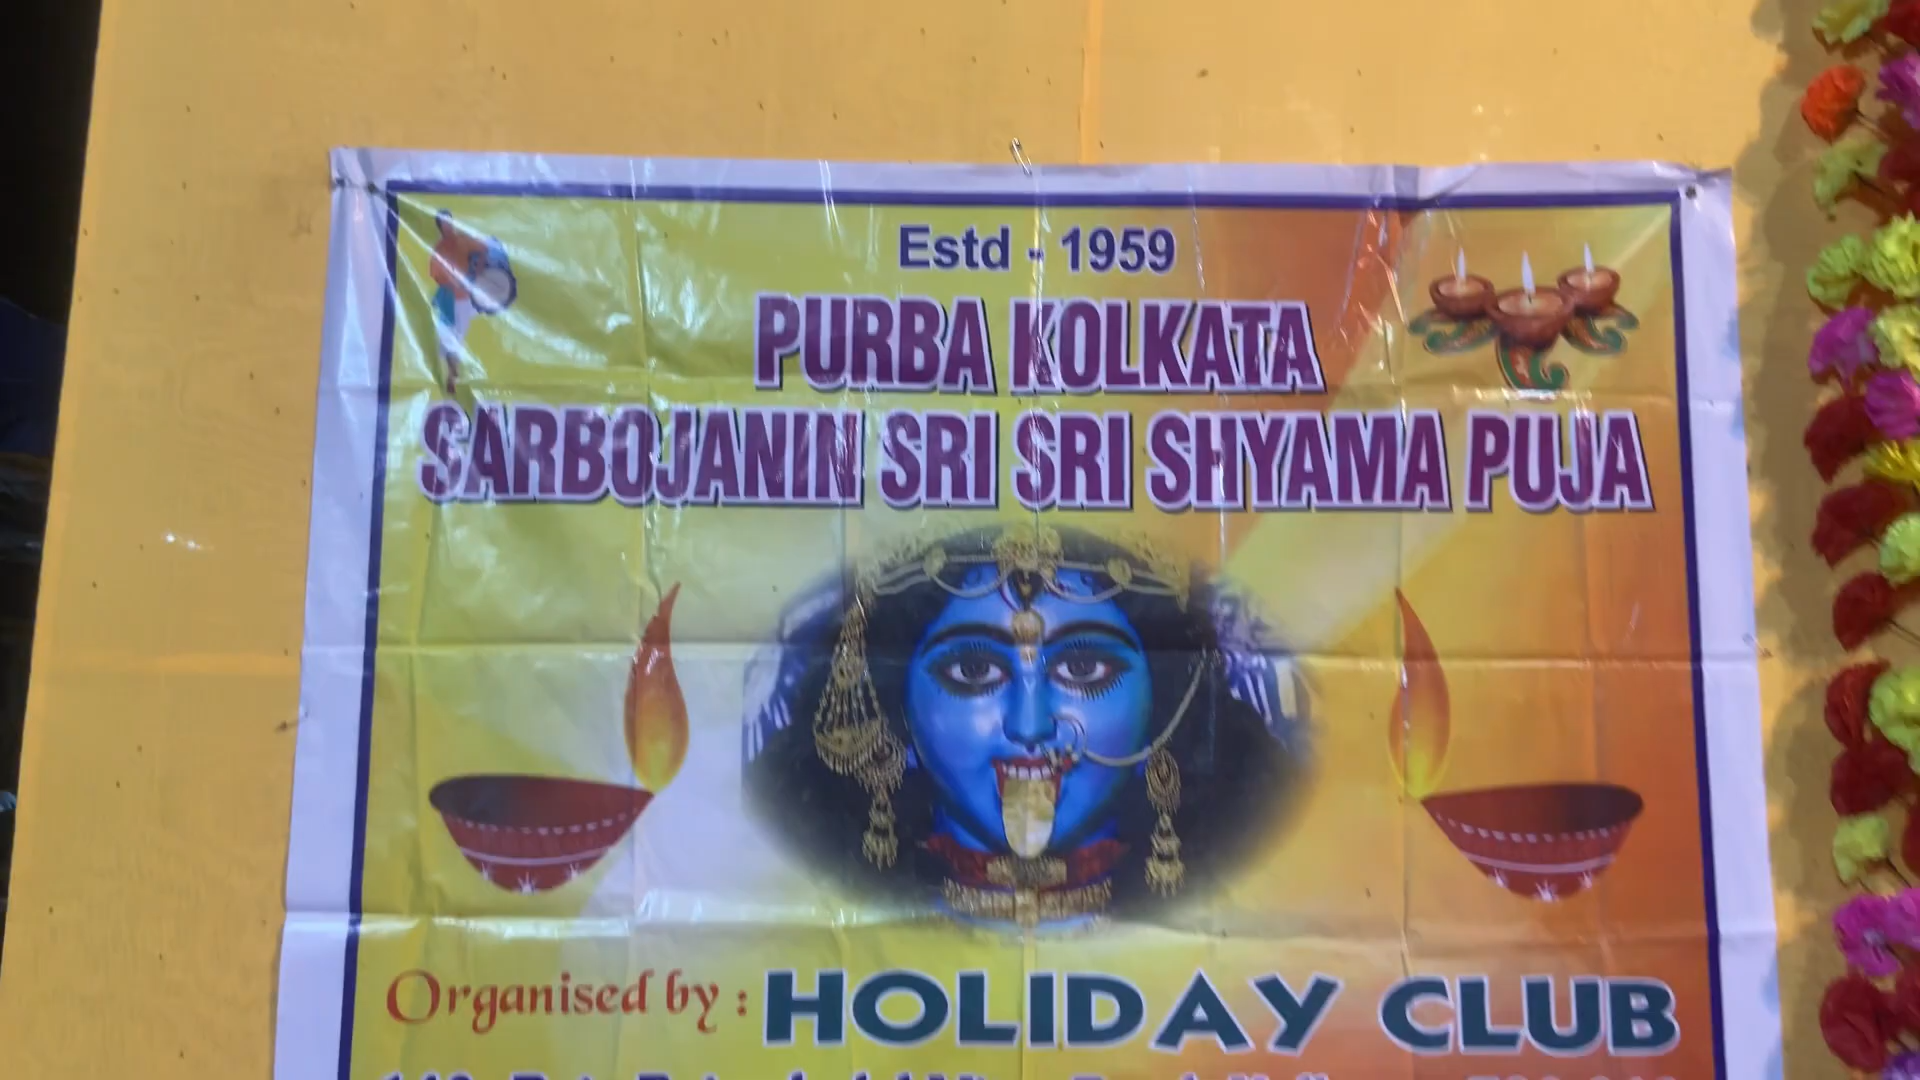 Estd - 1959
PURBA KOLKATA
SARBOJANIN SRI SRI SHYAMA PUJA
Organised by : HOLIDAY CLUB